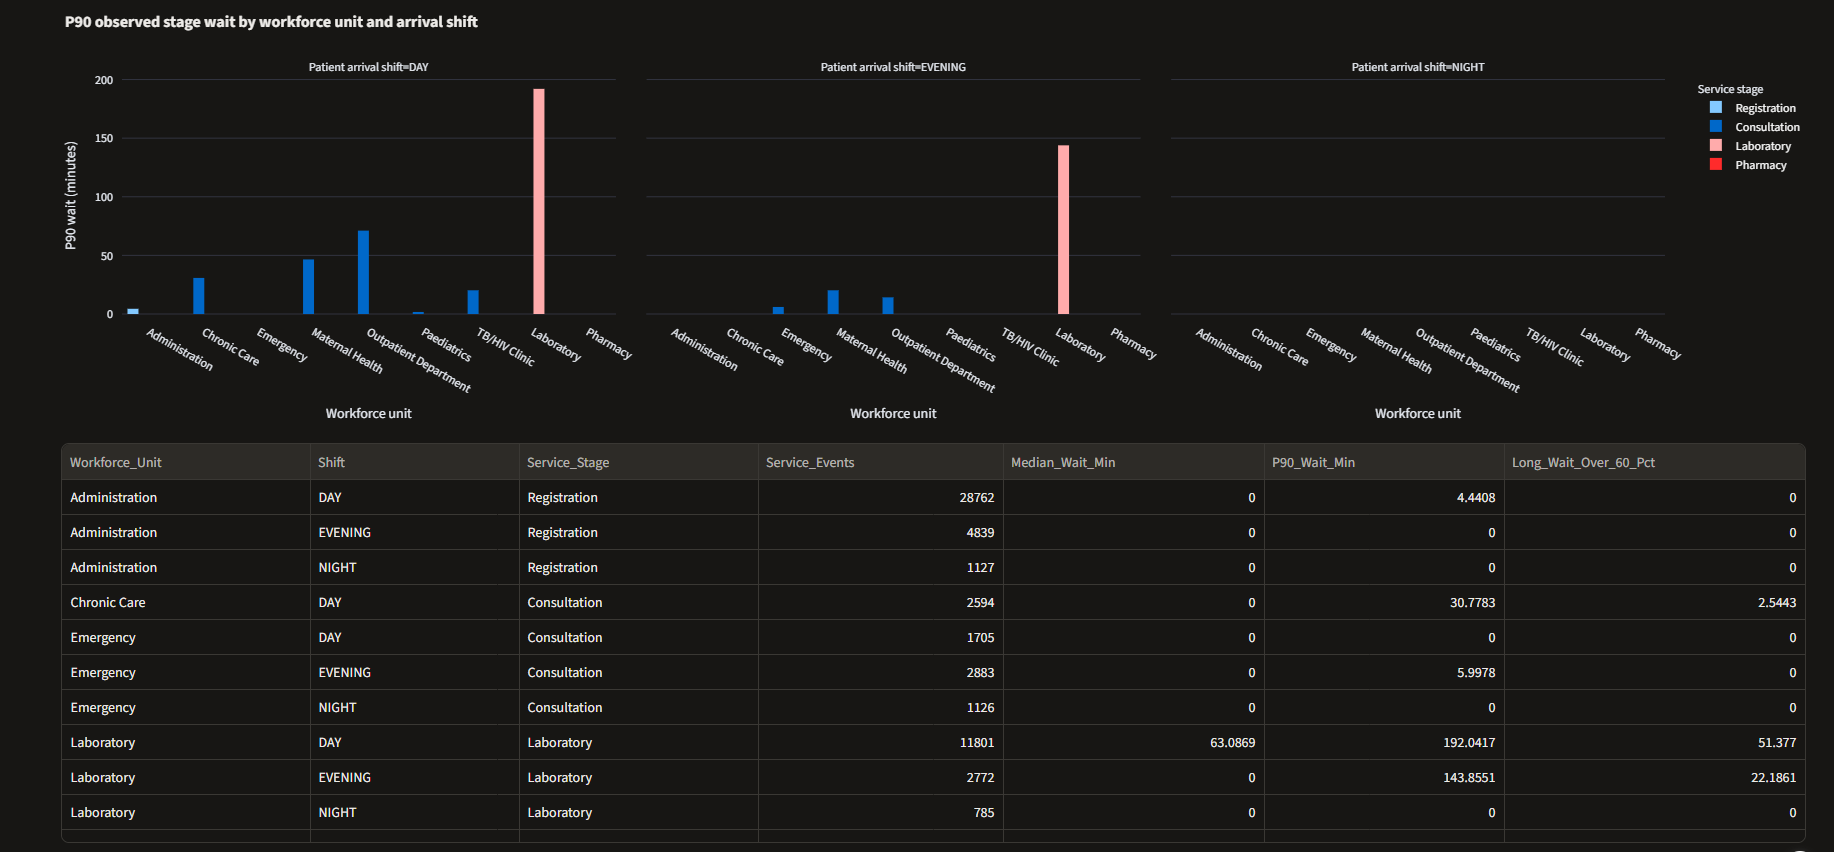 P90 observed stage wait by workforce unit and arrival shift
Patient arrival shift=DAY
Patient arrival shift=EVENING
Patient arrival shift=NIGHT
Service stage
Registration
Consultation
Laboratory
Pharmacy
P90 wait (minutes)
200
150
100
50
0
Administration
Chronic Care
Emergency
Maternal Health
Outpatient Department
Paediatrics
TB/HIV Clinic
Laboratory
Pharmacy
Administration
Chronic Care
Emergency
Maternal Health
Outpatient Department
Paediatrics
TB/HIV Clinic
Laboratory
Pharmacy
Administration
Chronic Care
Emergency
Maternal Health
Outpatient Department
Paediatrics
TB/HIV Clinic
Laboratory
Pharmacy
Workforce unit
Workforce unit
Workforce unit
Workforce_Unit Shift Service_Stage Service_Events Median_Wait_Min P90_Wait_Min Long_Wait_Over_60_Pct
Administration DAY Registration 28762 0 4.4408 0
Administration EVENING Registration 4839 0 0 0
Administration NIGHT Registration 1127 0 0 0
Chronic Care DAY Consultation 2594 0 30.7783 2.5443
Emergency DAY Consultation 1705 0 0 0
Emergency EVENING Consultation 2883 0 5.9978 0
Emergency NIGHT Consultation 1126 0 0 0
Laboratory DAY Laboratory 11801 63.0869 192.0417 51.377
Laboratory EVENING Laboratory 2772 0 143.8551 22.1861
Laboratory NIGHT Laboratory 785 0 0 0